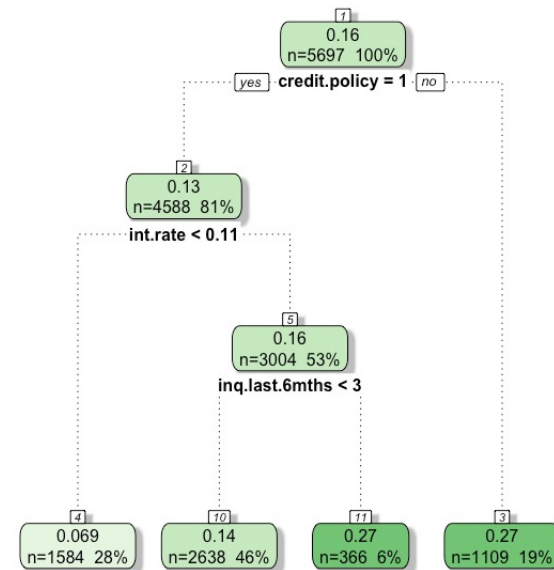 1
0.16
n=5697 100%
yes credit.policy = 1 no
2
0.13
n=4588 81%
int.rate < 0.11
5
0.16
n=3004 53%
inq.last.6mths < 3
4
0.069
n=1584 28%
10
0.14
n=2638 46%
11
0.27
n=366 6%
3
0.27
n=1109 19%